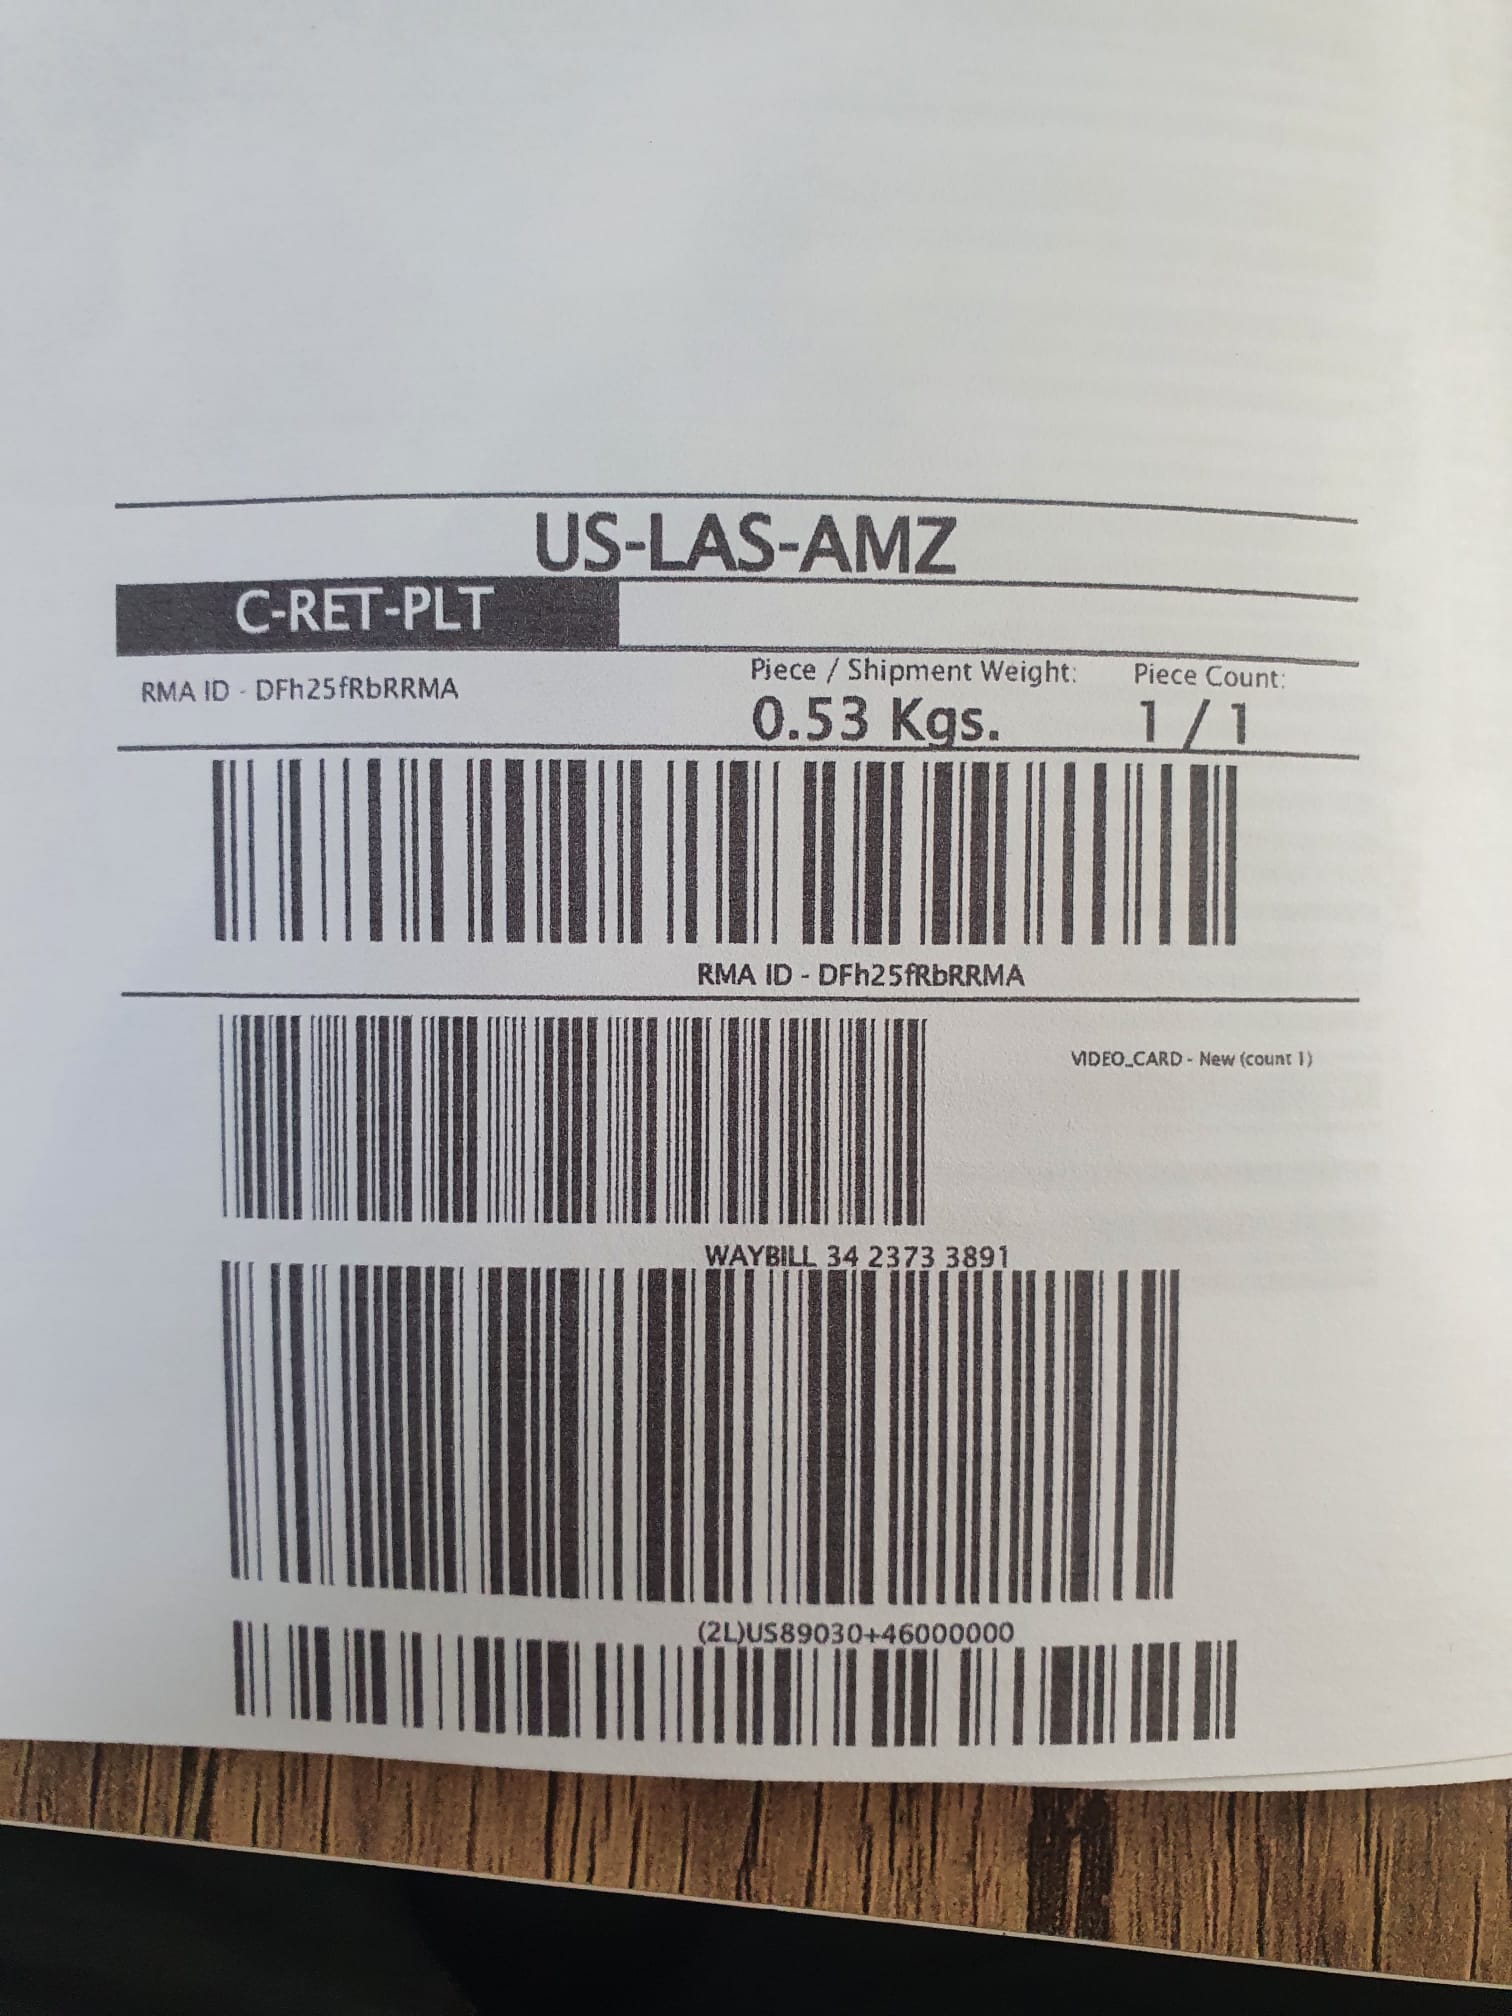 US-LAS-AMZ
C-RET-PLT
RMA ID - DFh25fRbRRMA
Piece / Shipment Weight:
0.53 Kgs.
Piece Count:
1 / 1
RMA ID - DFh25fRbRRMA
VIDEO_CARD - New (count 1)
WAYBILL 34 2373 3891
(2L)US89030+46000000